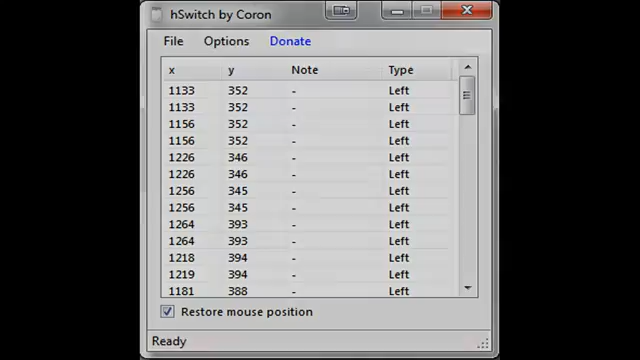 hSwitch by Coron
File Options Donate
x y Note Type
1133 352 - Left
1133 352 - Left
1156 352 - Left
1156 352 - Left
1226 346 - Left
1226 346 - Left
1256 345 - Left
1256 345 - Left
1264 393 - Left
1264 393 - Left
1218 394 - Left
1219 394 - Left
1181 388 - Left
Restore mouse position
Ready